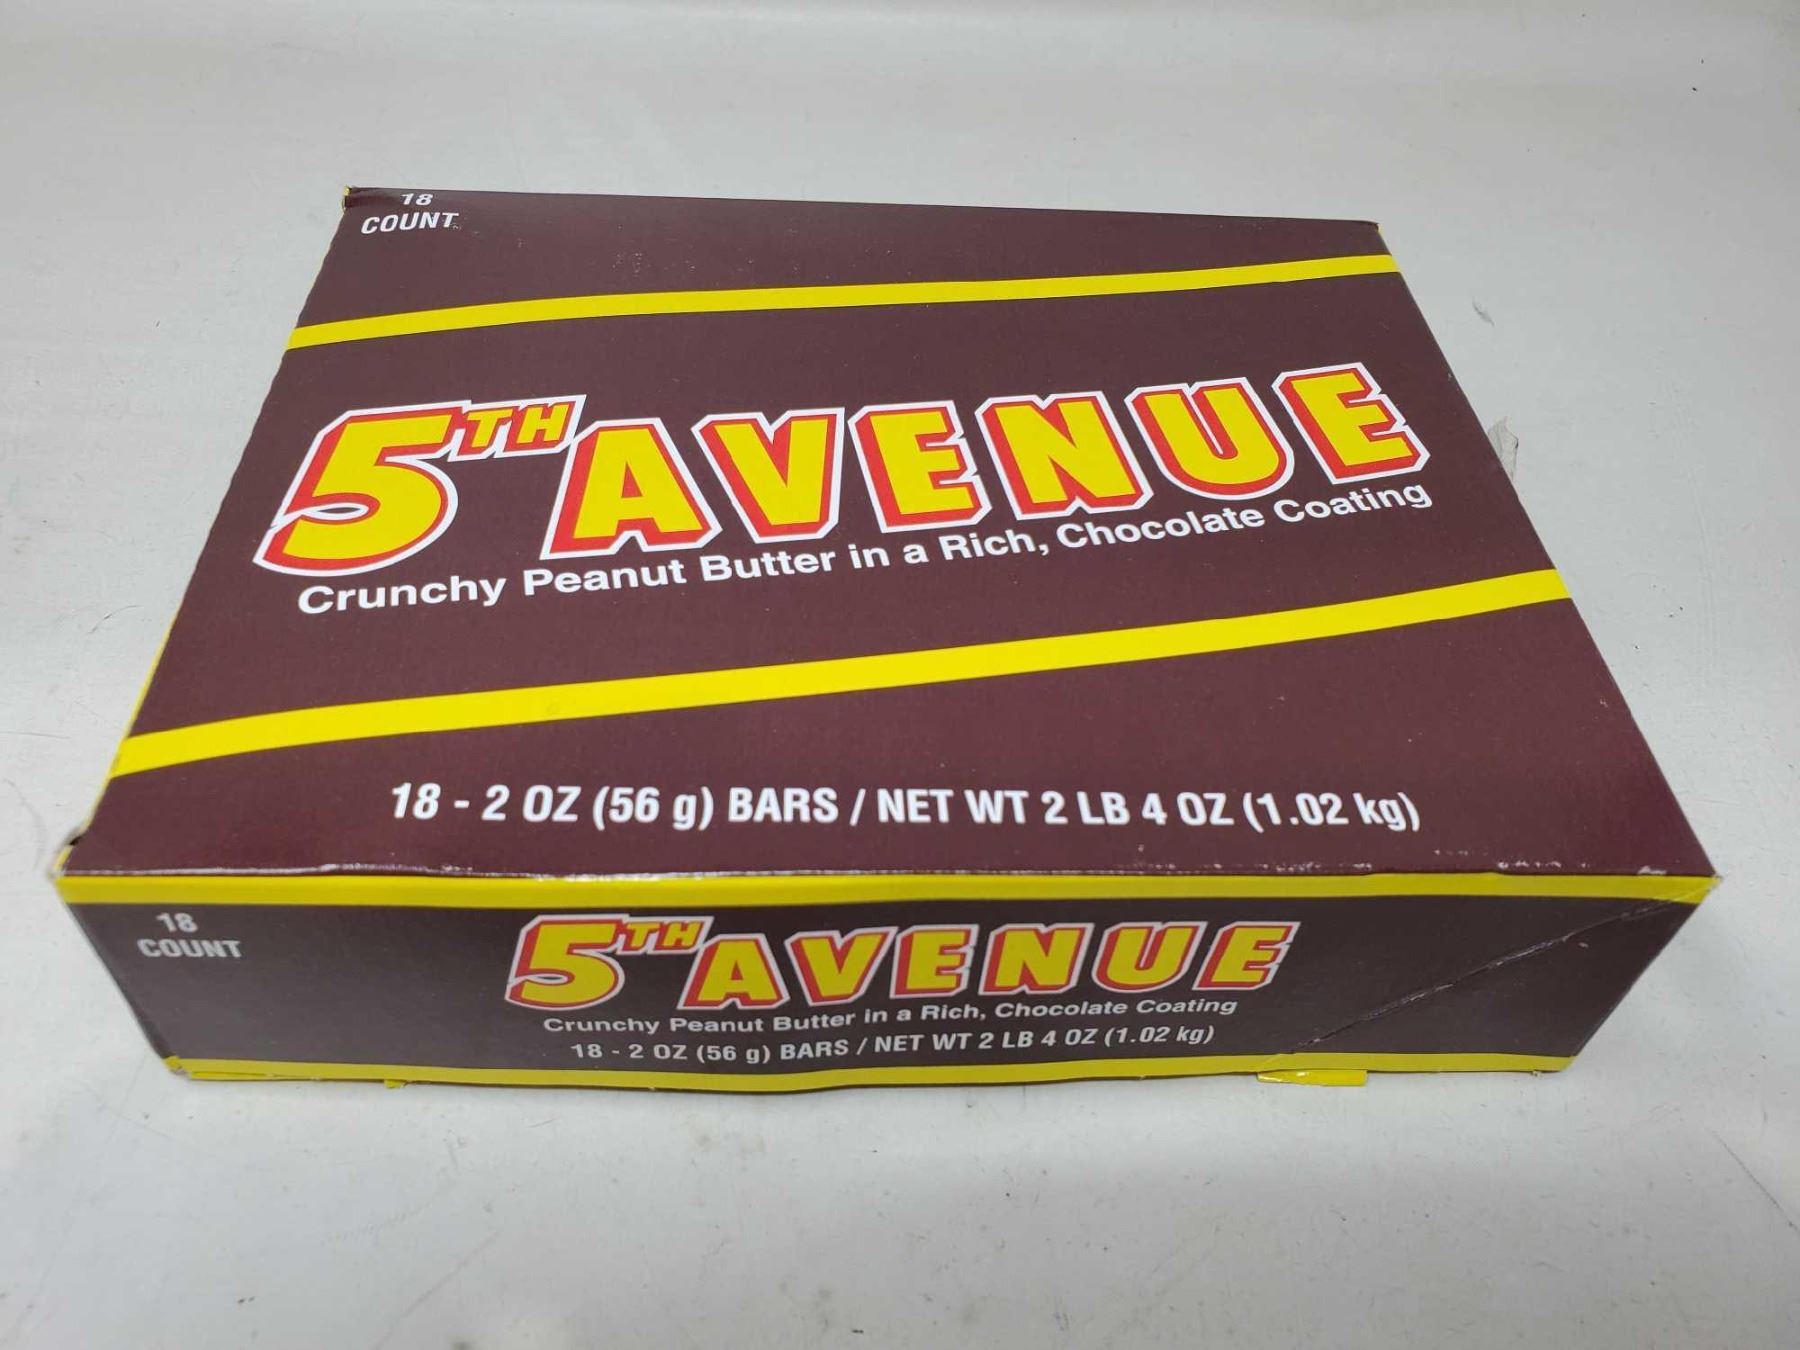 18
COUNT
5TH AVENUE
Crunchy Peanut Butter in a Rich, Chocolate Coating
18 - 2 OZ (56 g) BARS / NET WT 2 LB 4 OZ (1.02 kg)
18
COUNT
5TH AVENUE
Crunchy Peanut Butter in a Rich, Chocolate Coating
18 - 2 OZ (56 g) BARS / NET WT 2 LB 4 OZ (1.02 kg)